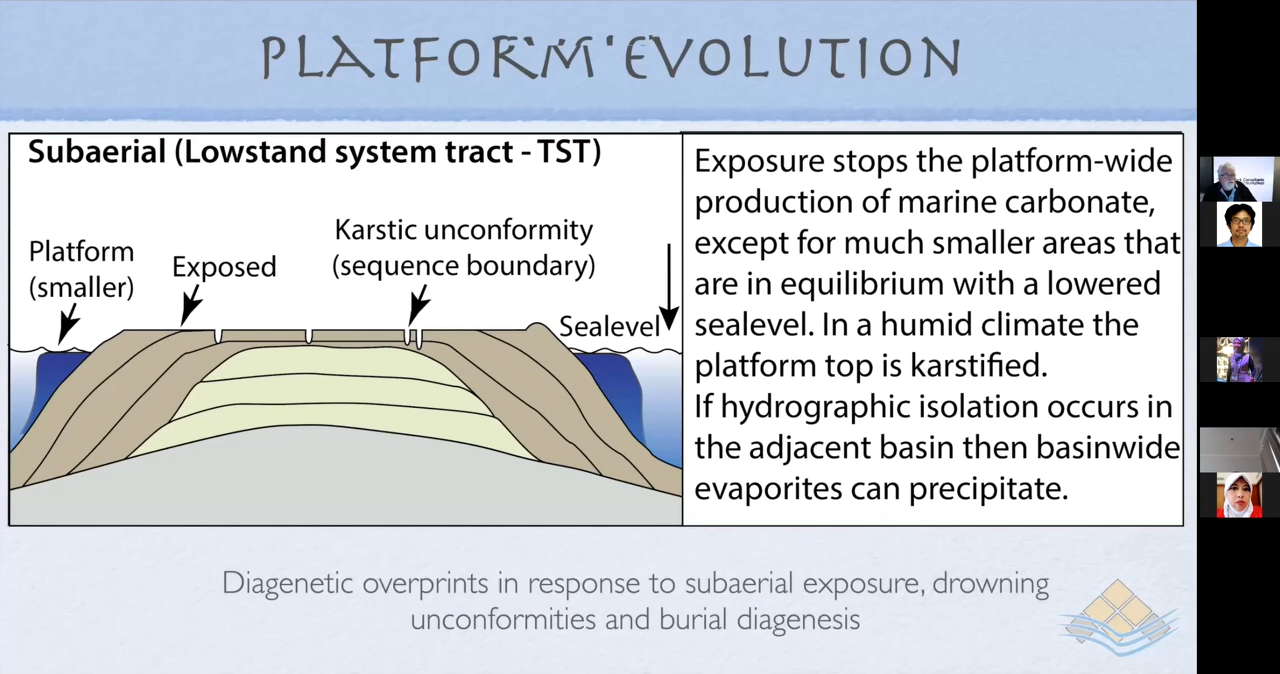 PLATFORM EVOLUTION
Subaerial (Lowstand system tract - TST)
Platform
(smaller)
Exposed
Karstic unconformity
(sequence boundary)
Sealevel
Exposure stops the platform-wide
production of marine carbonate,
except for much smaller areas that
are in equilibrium with a lowered
sealevel. In a humid climate the
platform top is karstified.
If hydrographic isolation occurs in
the adjacent basin then basinwide
evaporites can precipitate.
Diagenetic overprints in response to subaerial exposure, drowning
unconformities and burial diagenesis